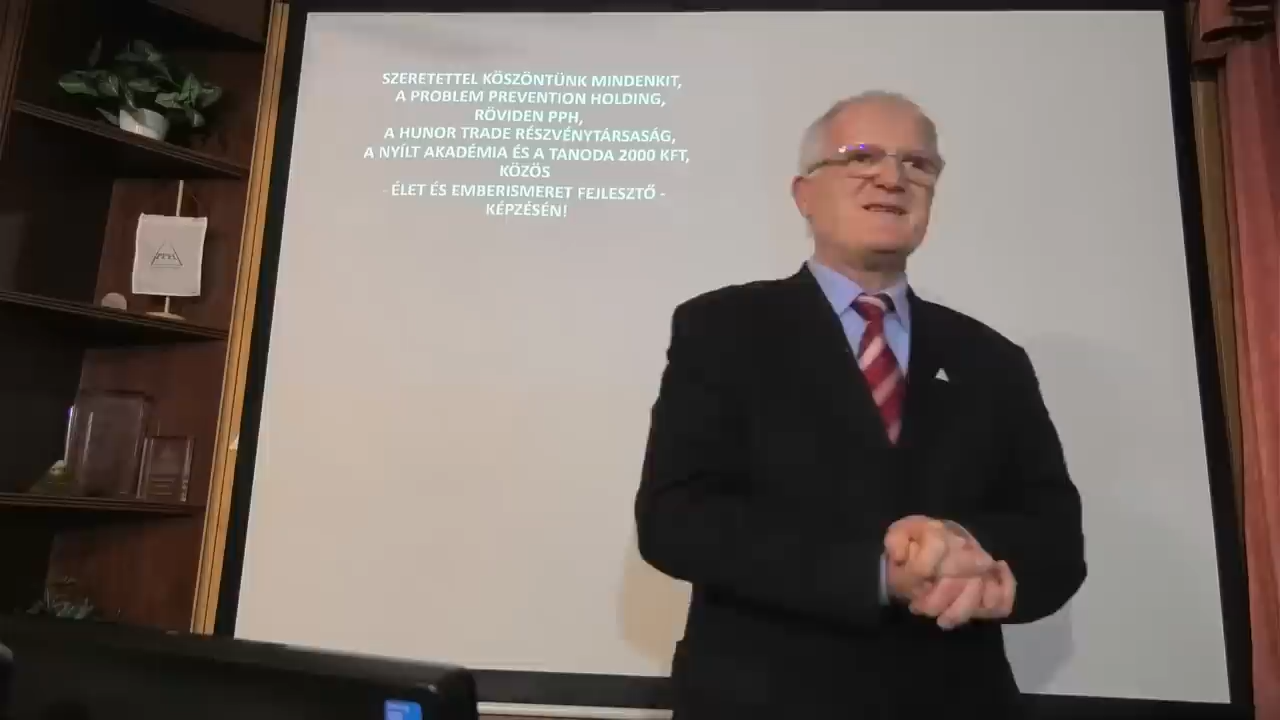 SZERETETTEL KÖSZÖNTÜNK MINDENKIT,
A PROBLEM PREVENTION HOLDING,
RÖVIDEN PPH,
A HUNOR TRADE RÉSZVÉNYTÁRSASÁG,
A NYÍLT AKADÉMIA ÉS A TANODA 2000 KFT,
KÖZÖS
- ÉLET ÉS EMBERISMERET FEJLESZTŐ -
KÉPZÉSÉN!